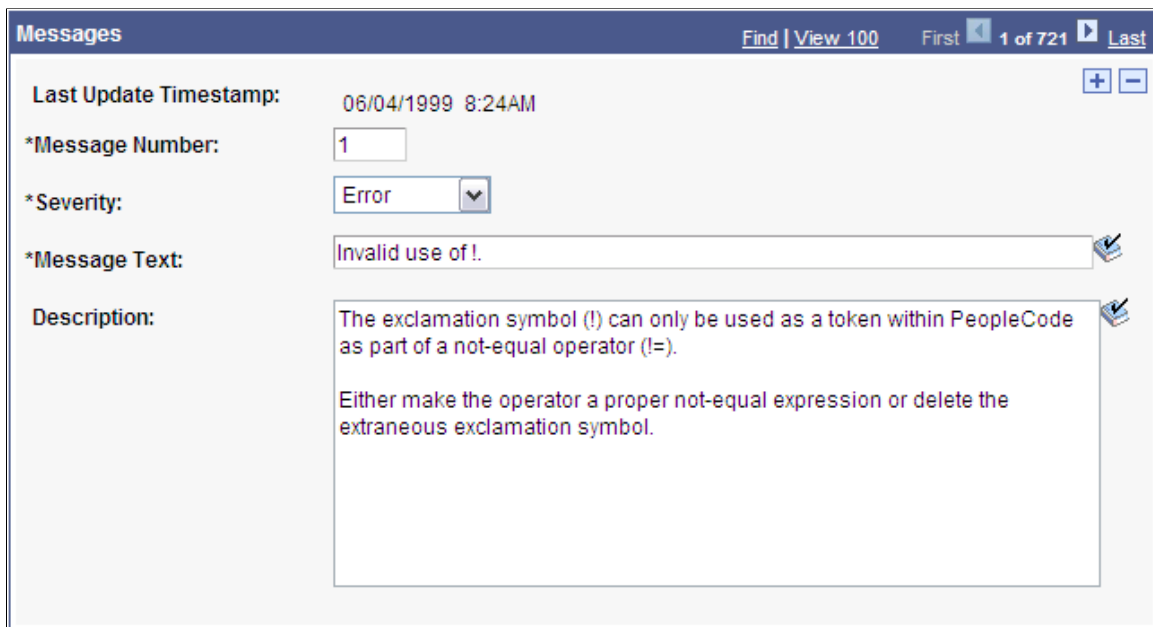 Messages Find | View 100 First 1 of 721 Last
Last Update Timestamp: 06/04/1999 8:24AM
*Message Number: 1
*Severity: Error
*Message Text: Invalid use of !.
Description: The exclamation symbol (!) can only be used as a token within PeopleCode
as part of a not-equal operator (!=).
Either make the operator a proper not-equal expression or delete the
extraneous exclamation symbol.